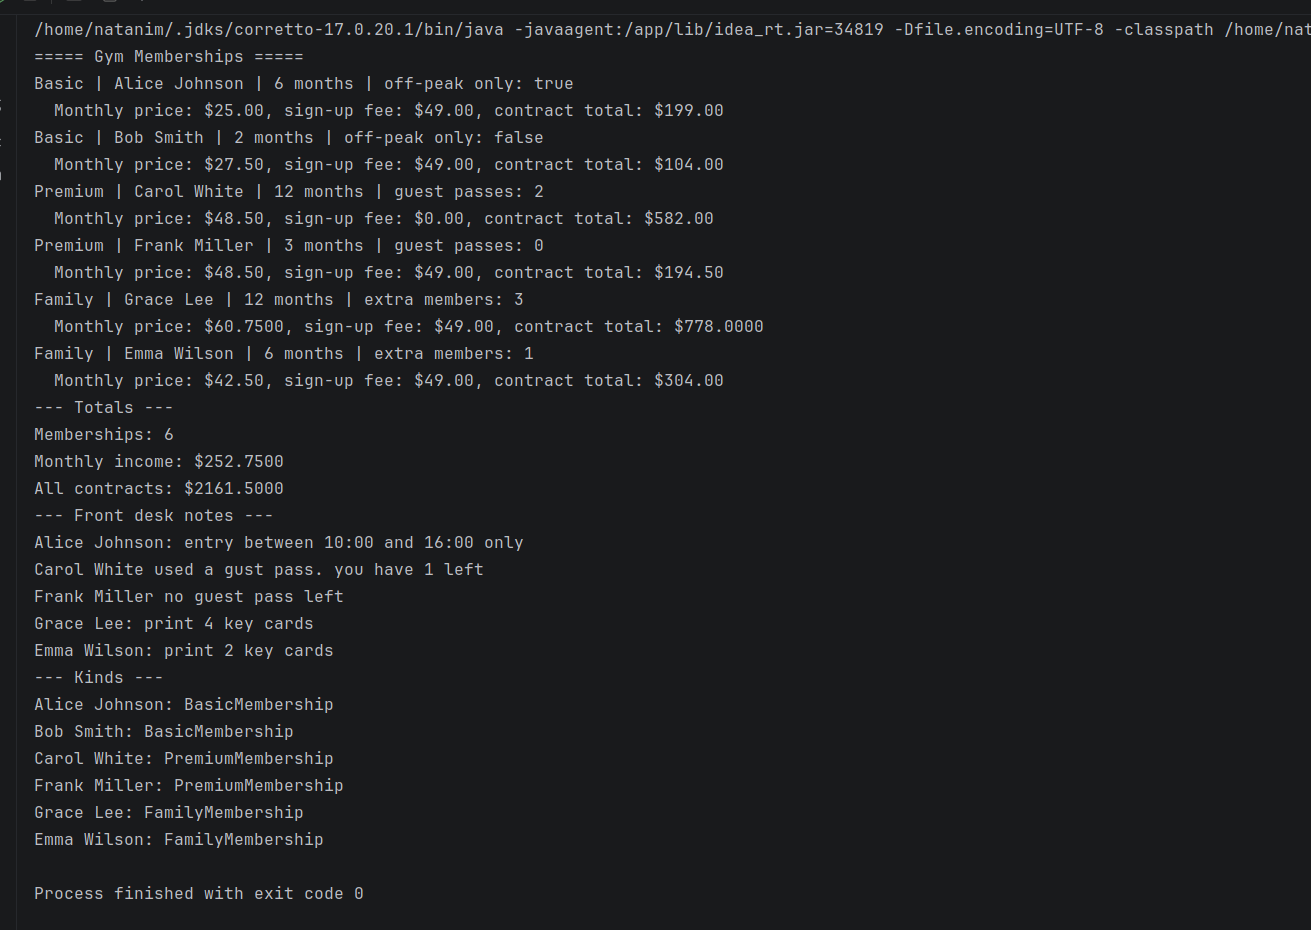 /home/natanim/.jdks/corretto-17.0.20.1/bin/java -javaagent:/app/lib/idea_rt.jar=34819 -Dfile.encoding=UTF-8 -classpath /home/nat
===== Gym Memberships =====
Basic | Alice Johnson | 6 months | off-peak only: true
  Monthly price: $25.00, sign-up fee: $49.00, contract total: $199.00
Basic | Bob Smith | 2 months | off-peak only: false
  Monthly price: $27.50, sign-up fee: $49.00, contract total: $104.00
Premium | Carol White | 12 months | guest passes: 2
  Monthly price: $48.50, sign-up fee: $0.00, contract total: $582.00
Premium | Frank Miller | 3 months | guest passes: 0
  Monthly price: $48.50, sign-up fee: $49.00, contract total: $194.50
Family | Grace Lee | 12 months | extra members: 3
  Monthly price: $60.7500, sign-up fee: $49.00, contract total: $778.0000
Family | Emma Wilson | 6 months | extra members: 1
  Monthly price: $42.50, sign-up fee: $49.00, contract total: $304.00
--- Totals ---
Memberships: 6
Monthly income: $252.7500
All contracts: $2161.5000
--- Front desk notes ---
Alice Johnson: entry between 10:00 and 16:00 only
Carol White used a gust pass. you have 1 left
Frank Miller no guest pass left
Grace Lee: print 4 key cards
Emma Wilson: print 2 key cards
--- Kinds ---
Alice Johnson: BasicMembership
Bob Smith: BasicMembership
Carol White: PremiumMembership
Frank Miller: PremiumMembership
Grace Lee: FamilyMembership
Emma Wilson: FamilyMembership

Process finished with exit code 0